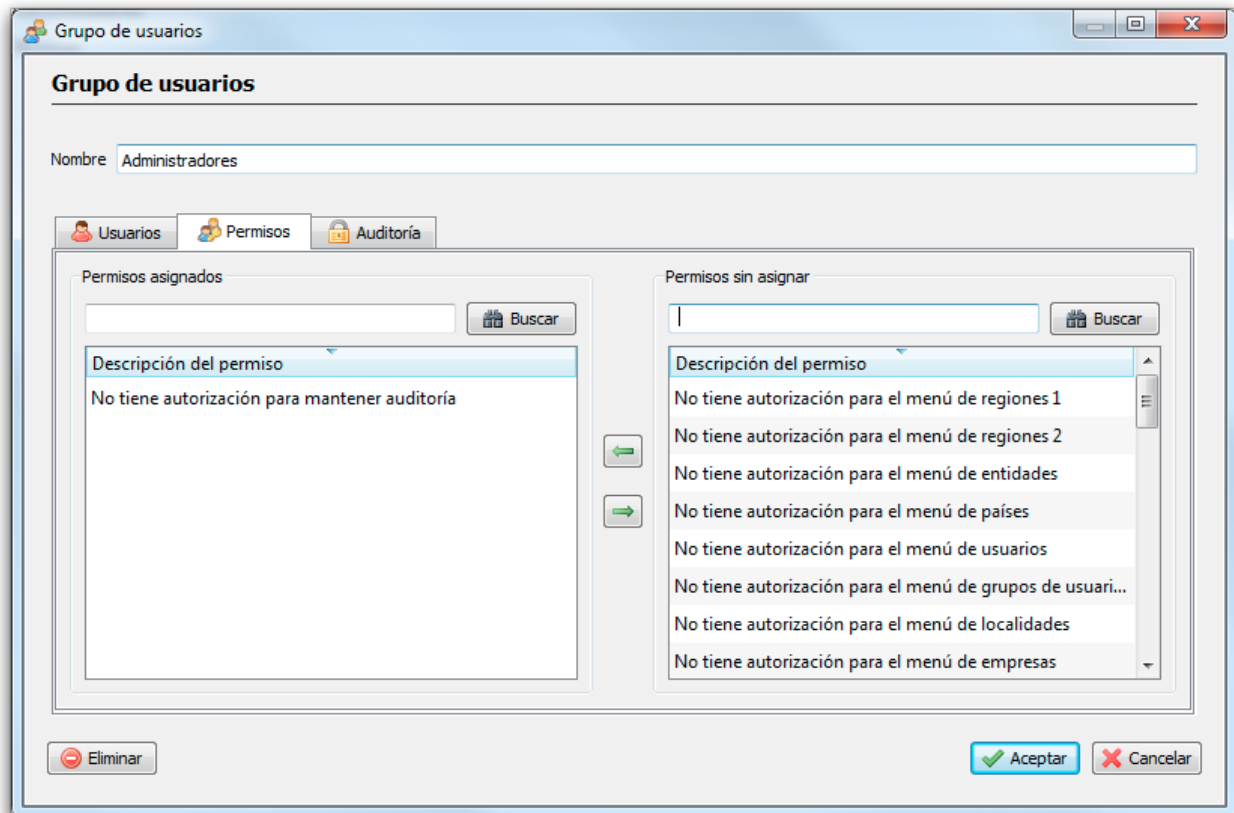 Grupo de usuarios
Grupo de usuarios
Nombre Administradores
Usuarios Permisos Auditoría
Permisos asignados
Buscar
Descripción del permiso
No tiene autorización para mantener auditoría
Permisos sin asignar
Buscar
Descripción del permiso
No tiene autorización para el menú de regiones 1
No tiene autorización para el menú de regiones 2
No tiene autorización para el menú de entidades
No tiene autorización para el menú de países
No tiene autorización para el menú de usuarios
No tiene autorización para el menú de grupos de usuari...
No tiene autorización para el menú de localidades
No tiene autorización para el menú de empresas
Eliminar Aceptar Cancelar